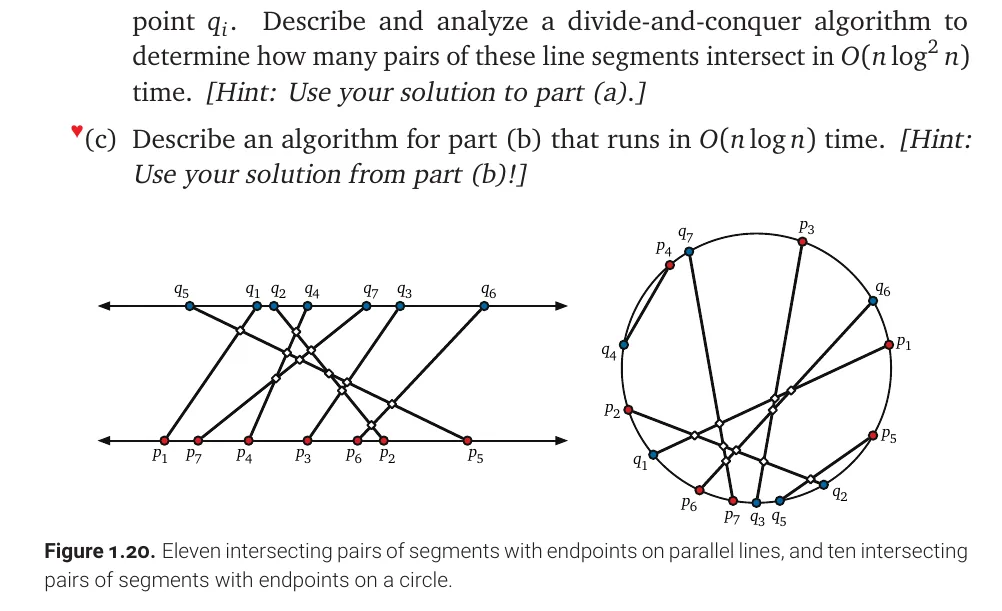 point qᵢ. Describe and analyze a divide-and-conquer algorithm to
determine how many pairs of these line segments intersect in O(n log² n)
time. [Hint: Use your solution to part (a).]
♥(c) Describe an algorithm for part (b) that runs in O(n log n) time. [Hint:
Use your solution from part (b)!]
q₅ q₁ q₂ q₄ q₇ q₃ q₆
p₁ p₇ p₄ p₃ p₆ p₂ p₅
p₃
q₇
p₄
q₆
p₁
q₄
p₂
p₅
q₁
q₂
p₆
p₇ q₃ q₅
Figure 1.20. Eleven intersecting pairs of segments with endpoints on parallel lines, and ten intersecting
pairs of segments with endpoints on a circle.